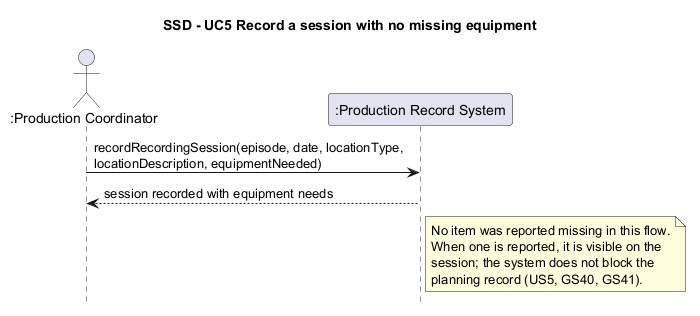 SSD - UC5 Record a session with no missing equipment
:Production Coordinator
:Production Record System
recordRecordingSession(episode, date, locationType,
locationDescription, equipmentNeeded)
session recorded with equipment needs
No item was reported missing in this flow.
When one is reported, it is visible on the
session; the system does not block the
planning record (US5, GS40, GS41).